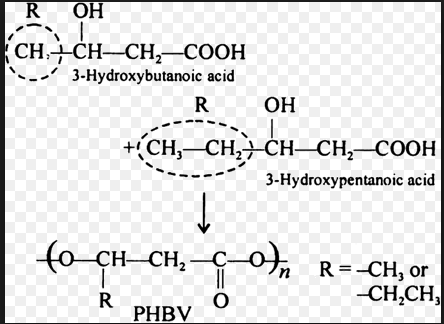 R OH
CH₃—CH—CH₂—COOH
3-Hydroxybutanoic acid
R OH
+ CH₃—CH₂—CH—CH₂—COOH
3-Hydroxypentanoic acid
—(O—CH—CH₂—C—O—)n R = –CH₃ or
R O –CH₂CH₃
PHBV